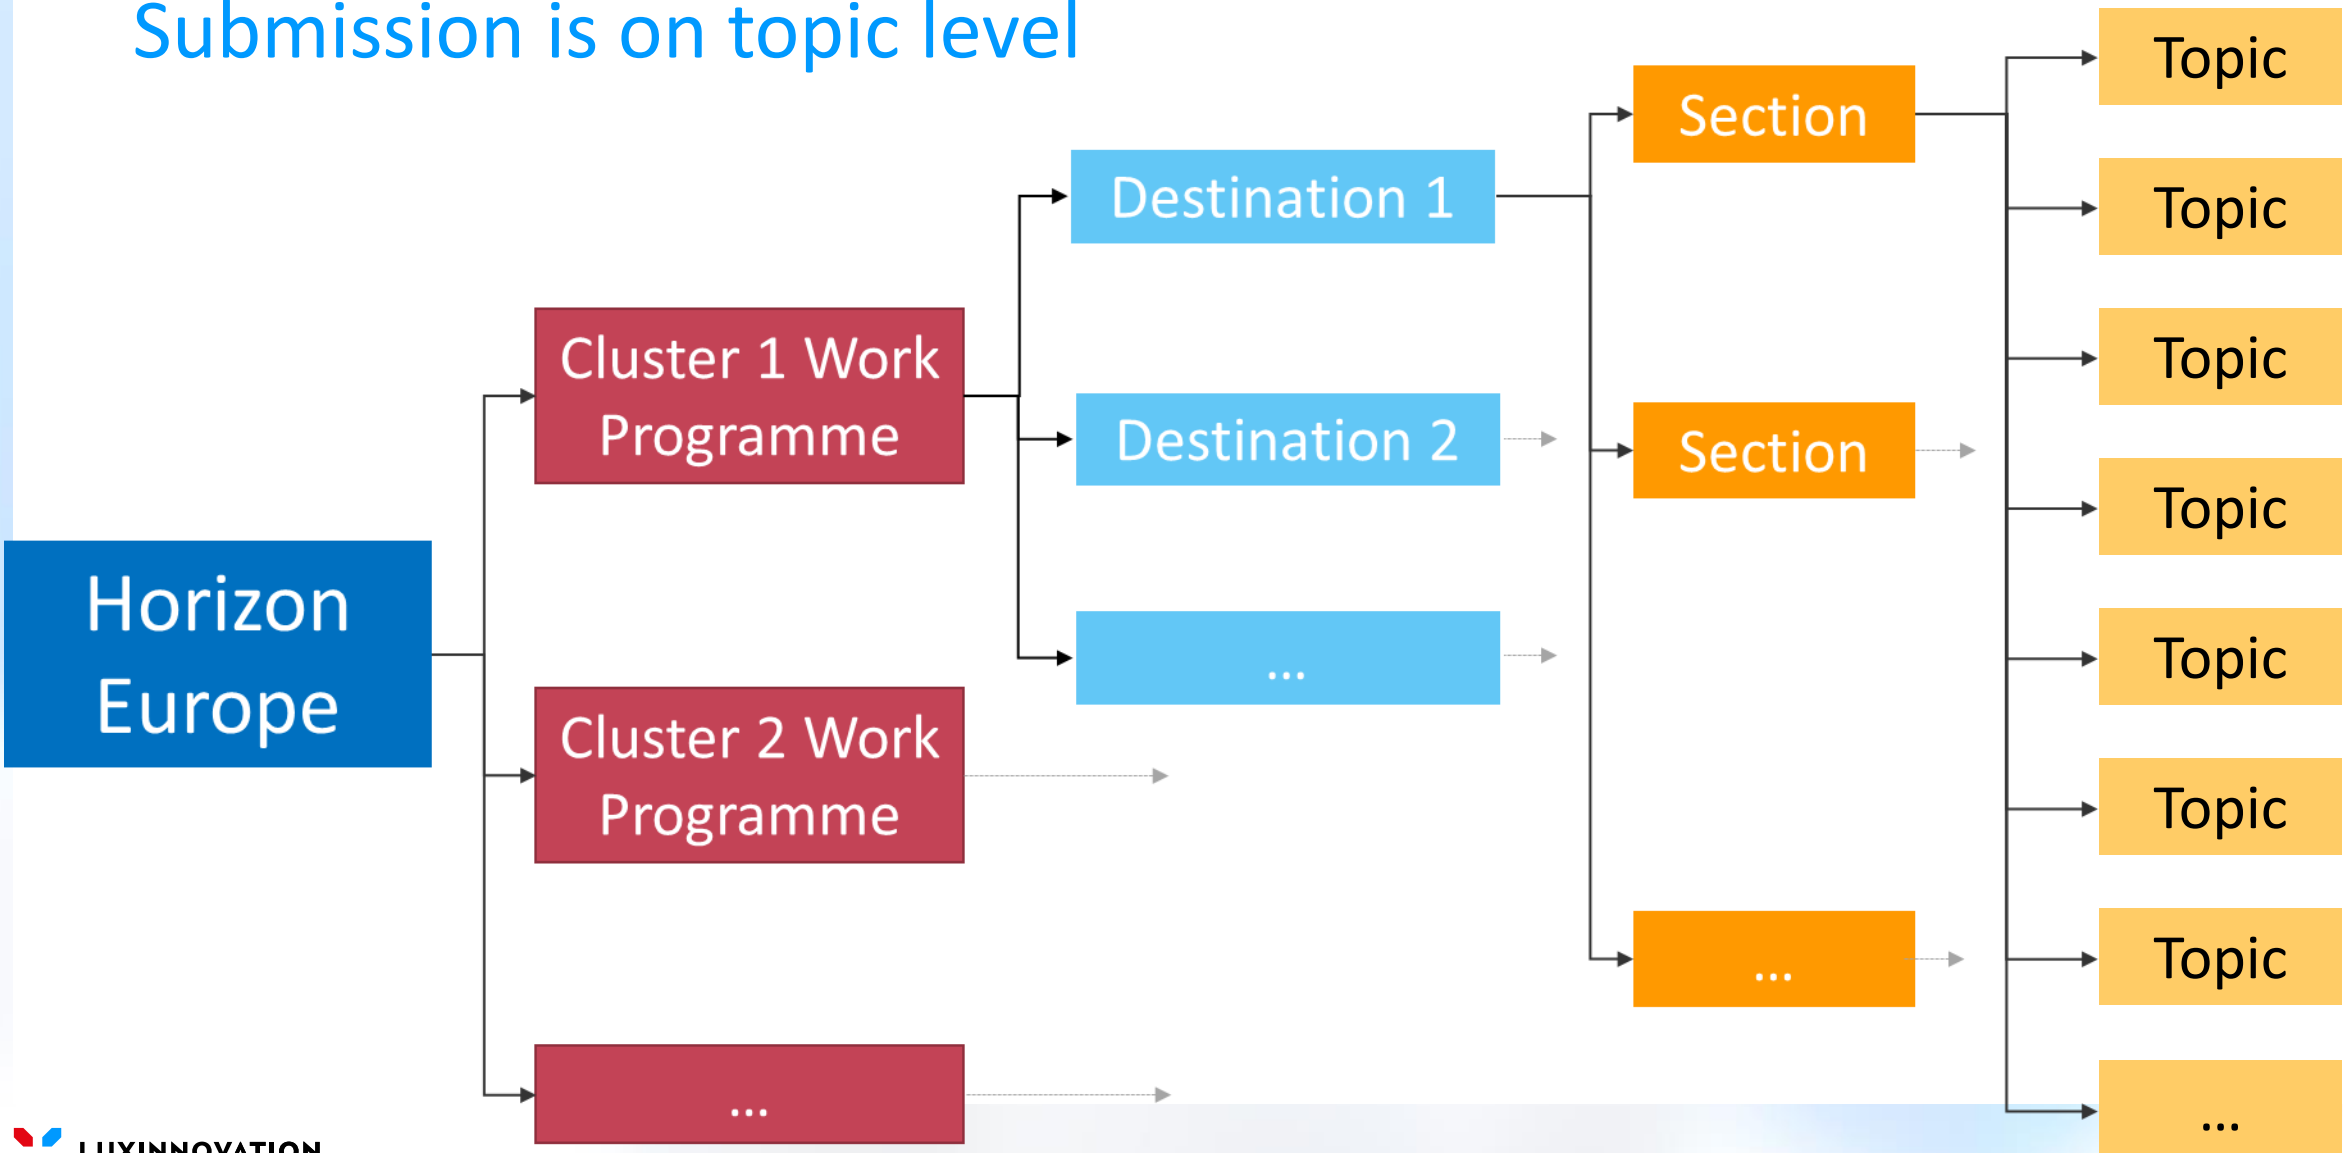 Submission is on topic level
Horizon
Europe
Cluster 1 Work
Programme
Cluster 2 Work
Programme
...
Destination 1
Destination 2
...
Section
Section
...
Topic
Topic
Topic
Topic
Topic
Topic
Topic
...
LUXINNOVATION